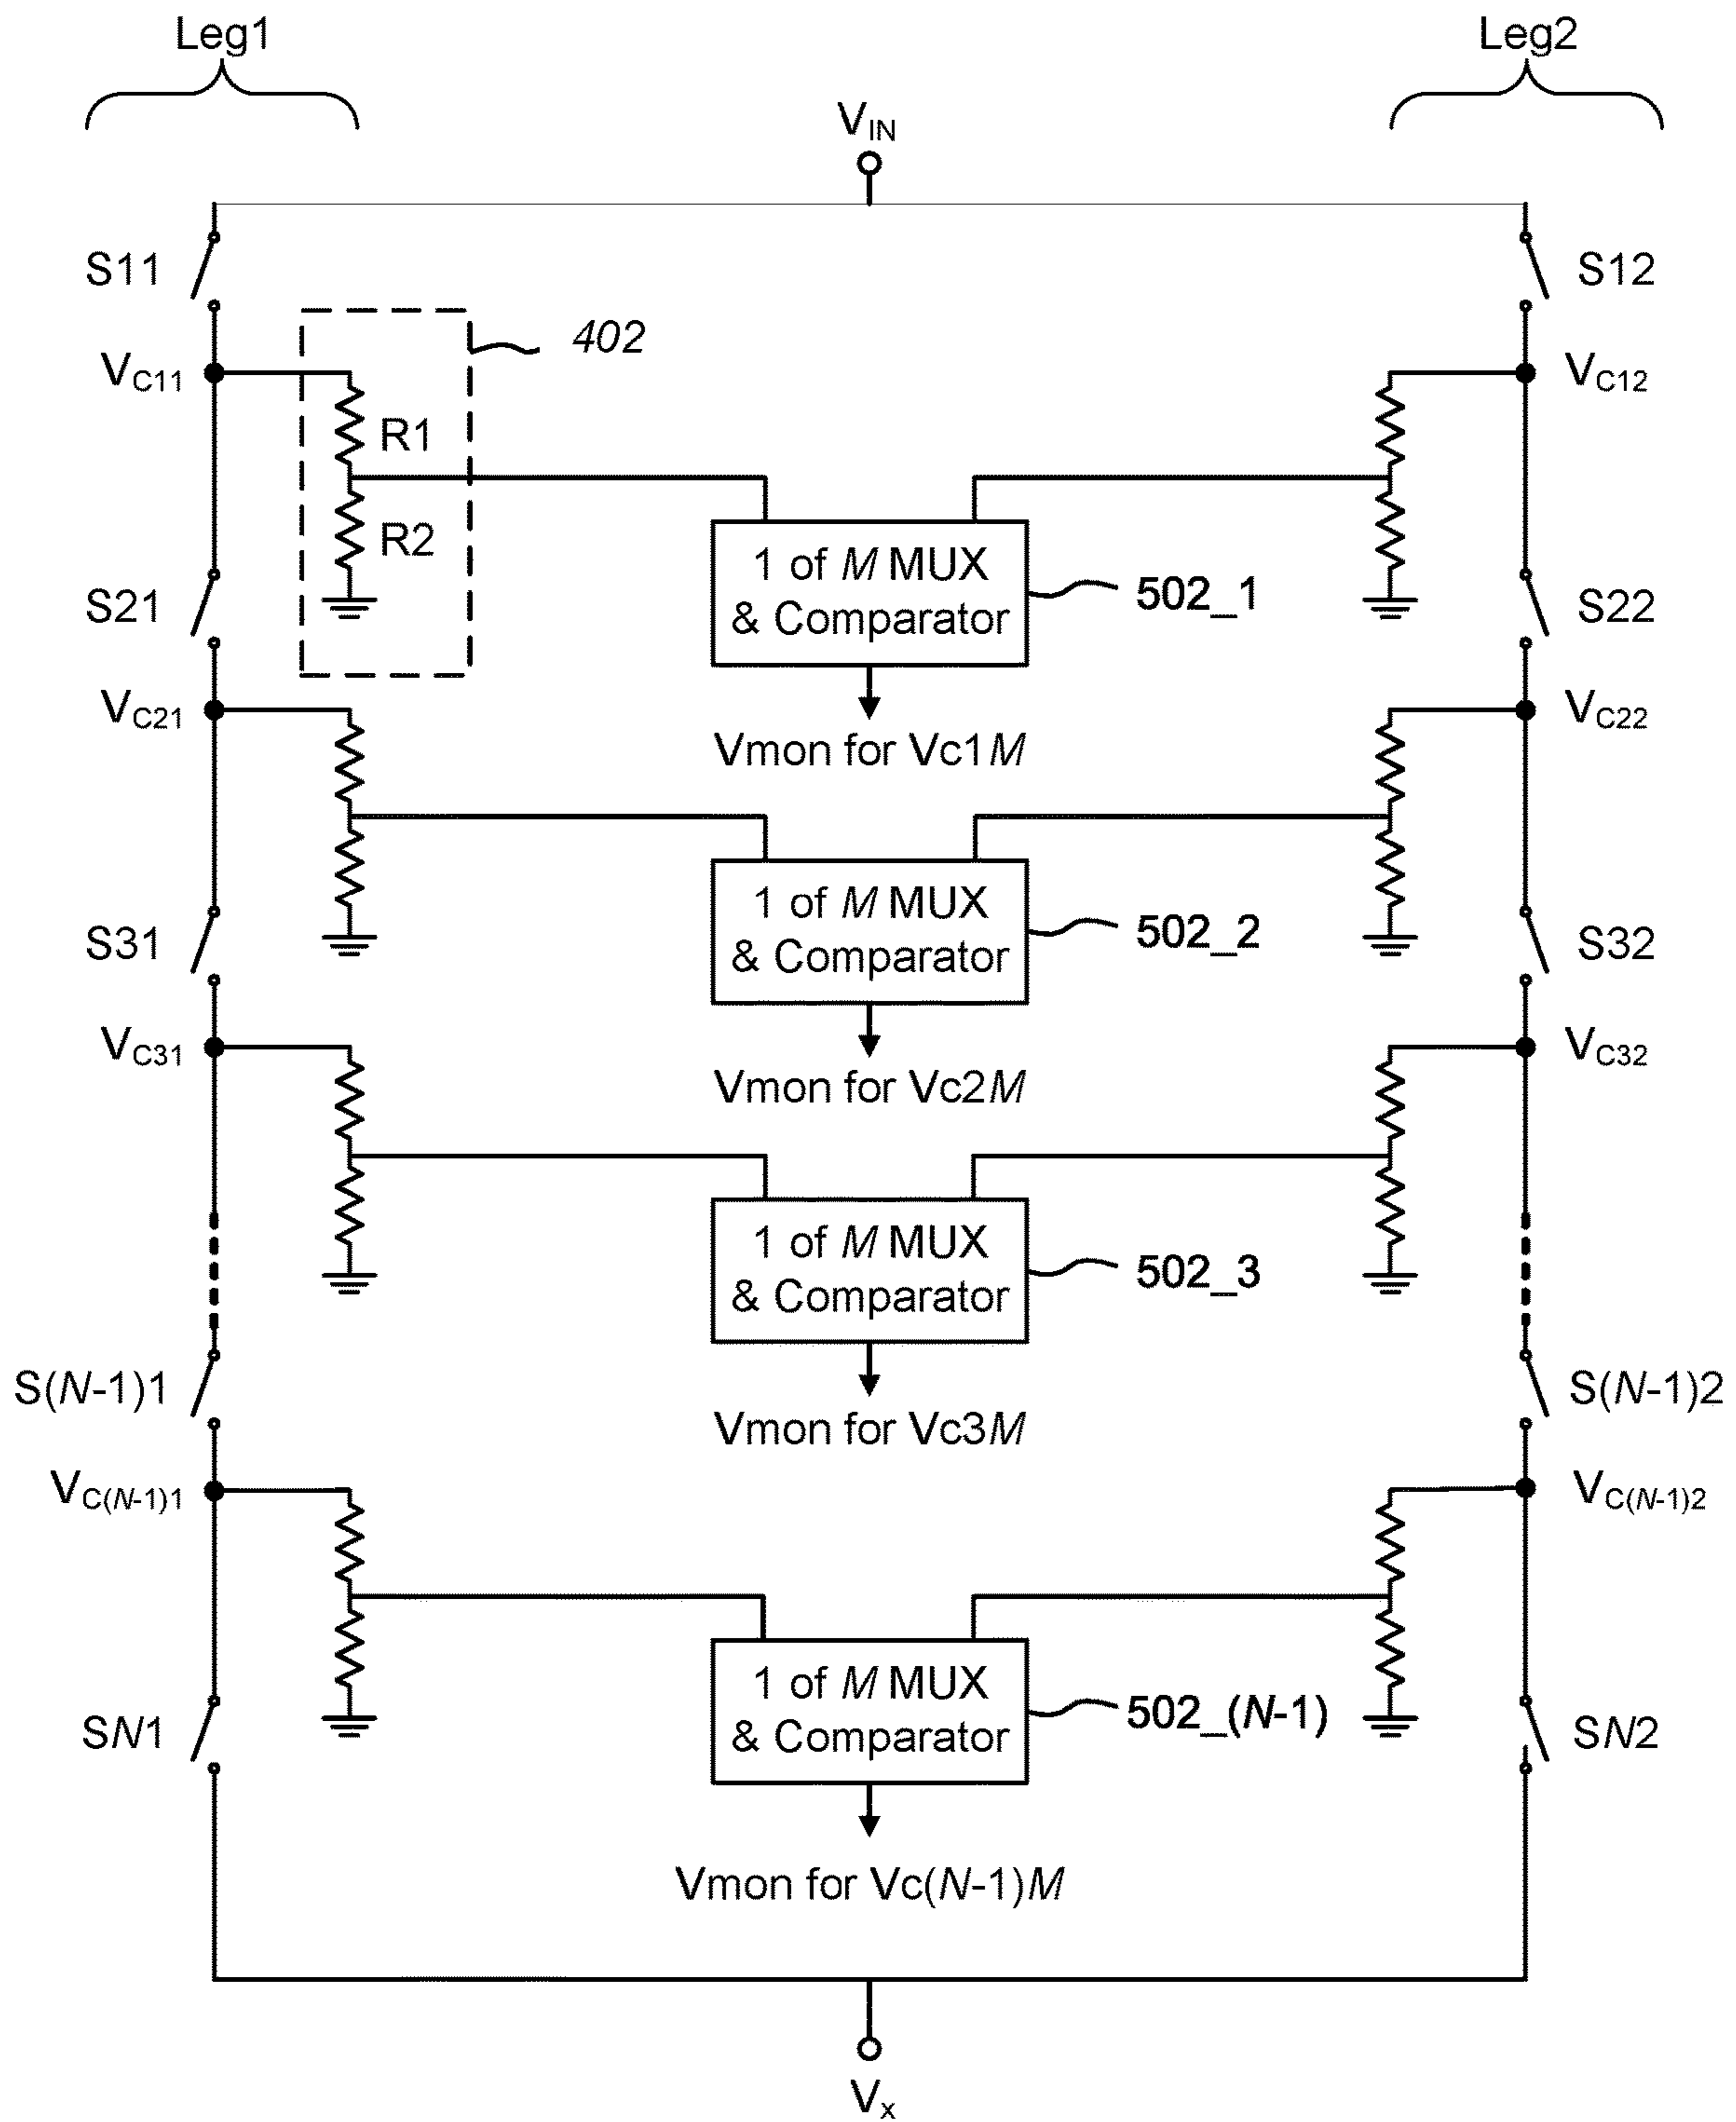 Leg1
Leg2
VIN
S11
S12
402
VC11
VC12
R1
R2
1 of M MUX
& Comparator
502_1
S21
S22
VC21
VC22
Vmon for Vc1M
1 of M MUX
& Comparator
502_2
S31
S32
VC31
VC32
Vmon for Vc2M
1 of M MUX
& Comparator
502_3
S(N-1)1
S(N-1)2
Vmon for Vc3M
VC(N-1)1
VC(N-1)2
1 of M MUX
& Comparator
502_(N-1)
SN1
SN2
Vmon for Vc(N-1)M
Vx